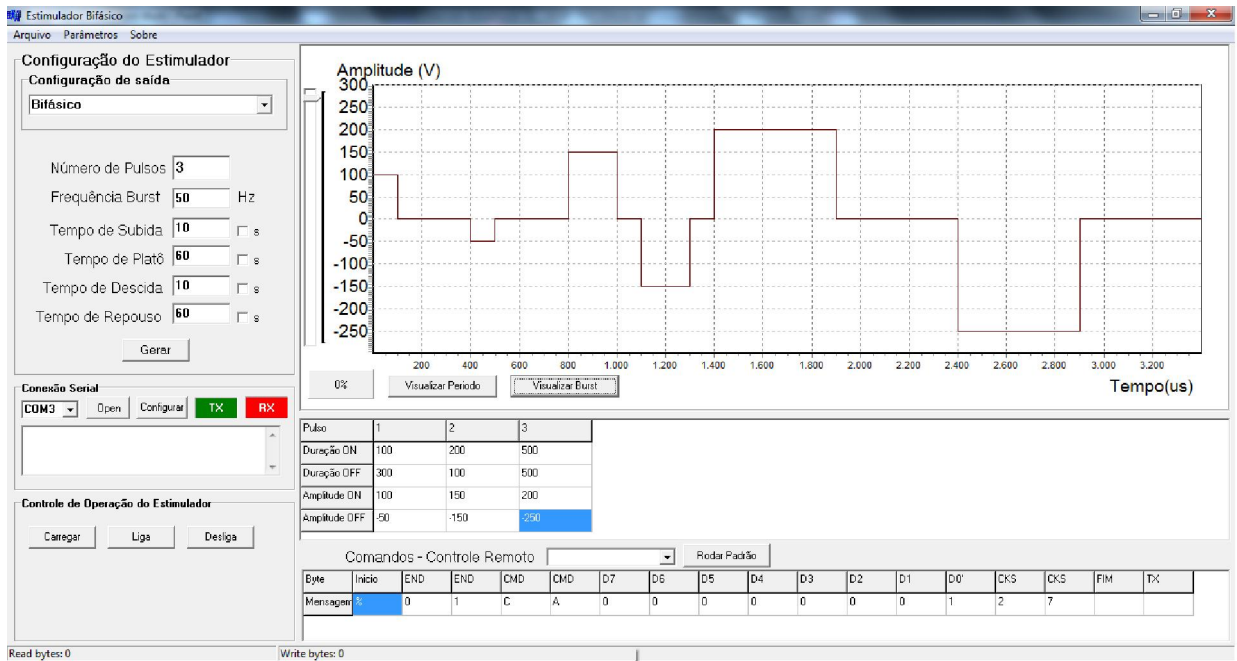 Estimulador Bifásico
Arquivo Parâmetros Sobre
Configuração do Estimulador
Configuração de saída
Bifásico
Número de Pulsos 3
Frequência Burst 50 Hz
Tempo de Subida 10 s
Tempo de Platô 60 s
Tempo de Descida 10 s
Tempo de Repouso 60 s
Gerar
Conexão Serial
COM3 Open Configurar TX RX
Controle de Operação do Estimulador
Carregar Liga Desliga
Amplitude (V)
300
250
200
150
100
50
0
-50
-100
-150
-200
-250
200 400 600 800 1.000 1.200 1.400 1.600 1.800 2.000 2.200 2.400 2.600 2.800 3.000 3.200
Tempo(us)
0% Visualizar Periodo Visualizar Burst
Pulso 1 2 3
Duração ON 100 200 500
Duração OFF 300 100 500
Amplitude ON 100 150 200
Amplitude OFF -50 -150 -250
Comandos - Controle Remoto Rodar Padrão
Byte Inicio END END CMD CMD D7 D6 D5 D4 D3 D2 D1 D0' CKS CKS FIM TX
Mensagem % 0 1 C A 0 0 0 0 0 0 0 1 2 7
Read bytes: 0 Write bytes: 0